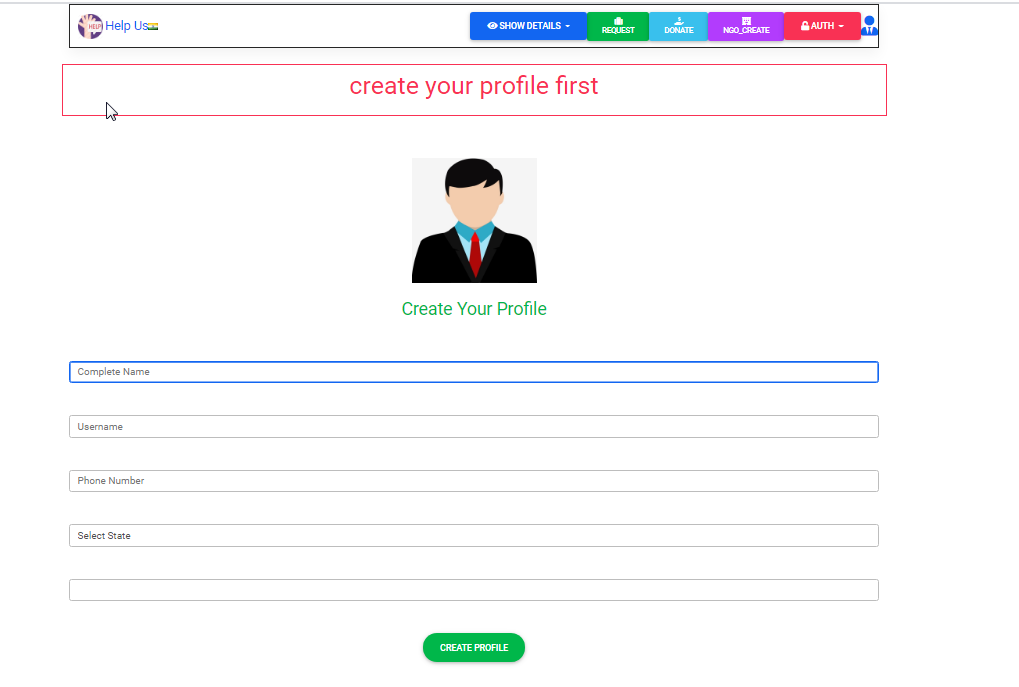 HELP
Help Us
SHOW DETAILS
REQUEST
DONATE
NGO_CREATE
AUTH
create your profile first
Create Your Profile
Complete Name
Username
Phone Number
Select State
CREATE PROFILE